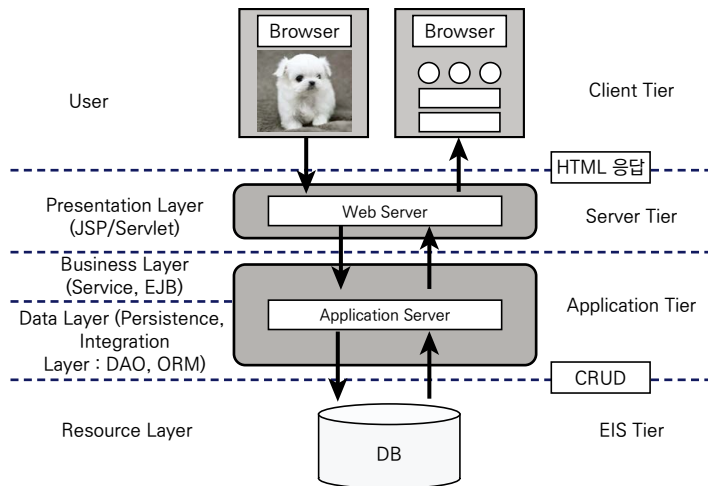 Browser
Browser
User
Client Tier
HTML 응답
Presentation Layer
(JSP/Servlet)
Web Server
Server Tier
Business Layer
(Service, EJB)
Data Layer (Persistence,
Integration
Layer : DAO, ORM)
Application Server
Application Tier
CRUD
Resource Layer
DB
EIS Tier